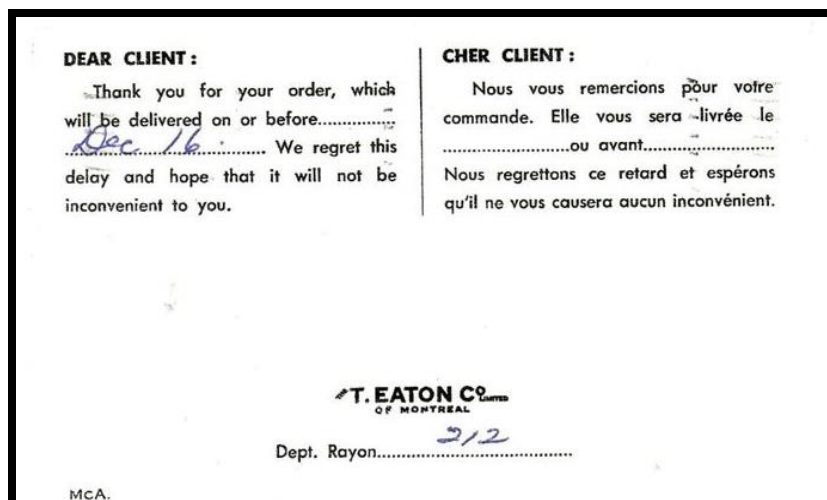 DEAR CLIENT :
Thank you for your order, which
will be delivered on or before...............
Dec 16. We regret this
delay and hope that it will not be
inconvenient to you.
CHER CLIENT :
Nous vous remercions pour votre
commande. Elle vous sera livrée le
......................ou avant.......................
Nous regrettons ce retard et espérons
qu'il ne vous causera aucun inconvénient.
T. EATON CO LIMITED
OF MONTREAL
Dept. Rayon 212
McA.